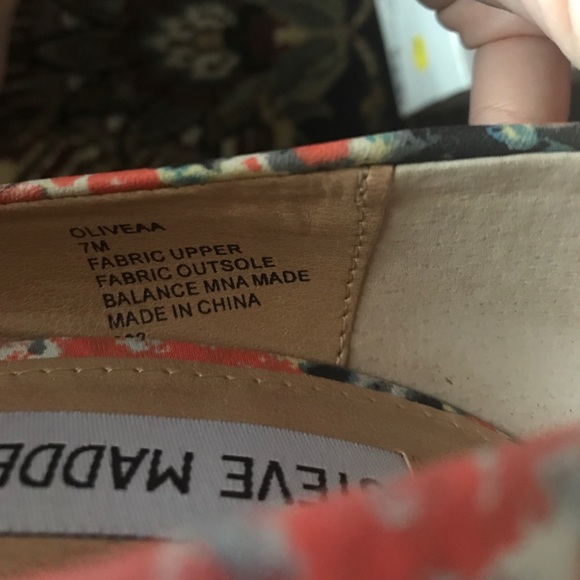 OLIVEAA
7M
FABRIC UPPER
FABRIC OUTSOLE
BALANCE MNA MADE
MADE IN CHINA
STEVE MADDE